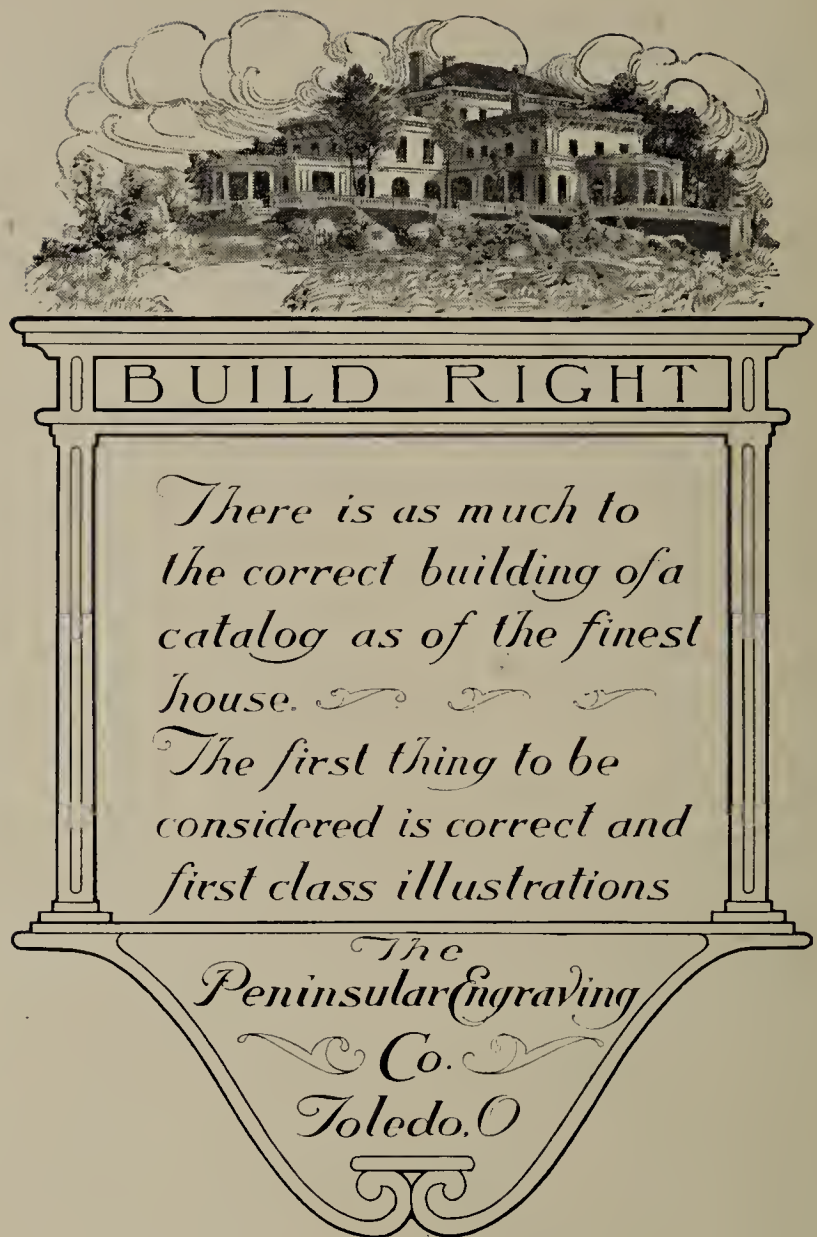 BUILD RIGHT
There is as much to
the correct building of a
catalog as of the finest
house.
The first thing to be
considered is correct and
first class illustrations
The
Peninsular Engraving
Co.
Toledo, O